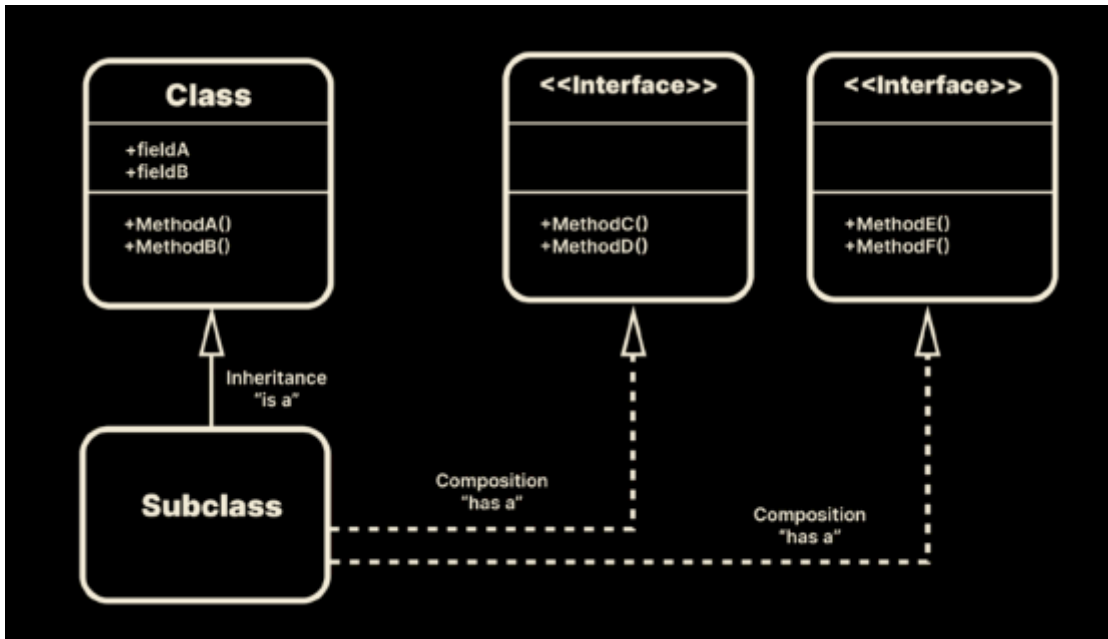 Class
+fieldA
+fieldB
+MethodA()
+MethodB()
<<Interface>>
+MethodC()
+MethodD()
<<Interface>>
+MethodE()
+MethodF()
Inheritance
“is a”
Subclass
Composition
“has a”
Composition
“has a”